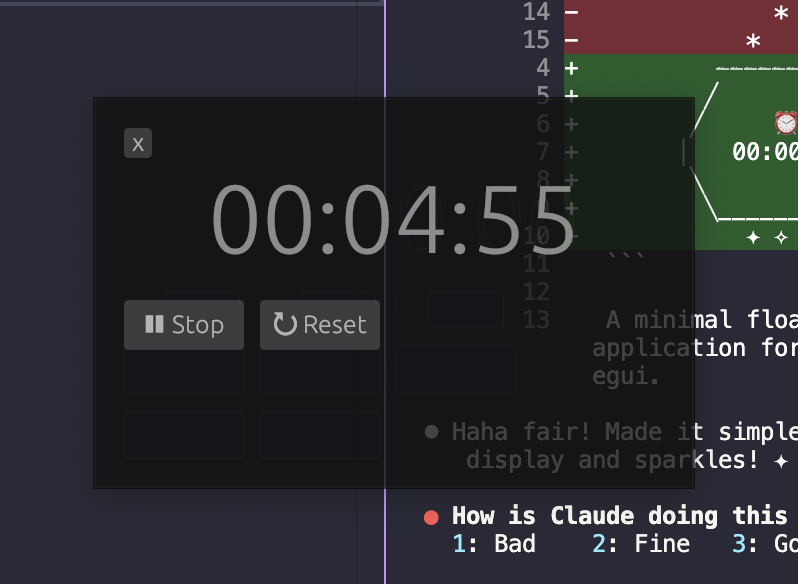 14 - *
15 - *
4 +
5 +
6 + ⏰
7 + | 00:00
8 +
9 +
10 + ✦ ✧
11 ```
12
13 A minimal floa
application for
egui.
X
00:04:55
Stop
Reset
● Haha fair! Made it simple
display and sparkles! ✦
● How is Claude doing this
1: Bad 2: Fine 3: Go